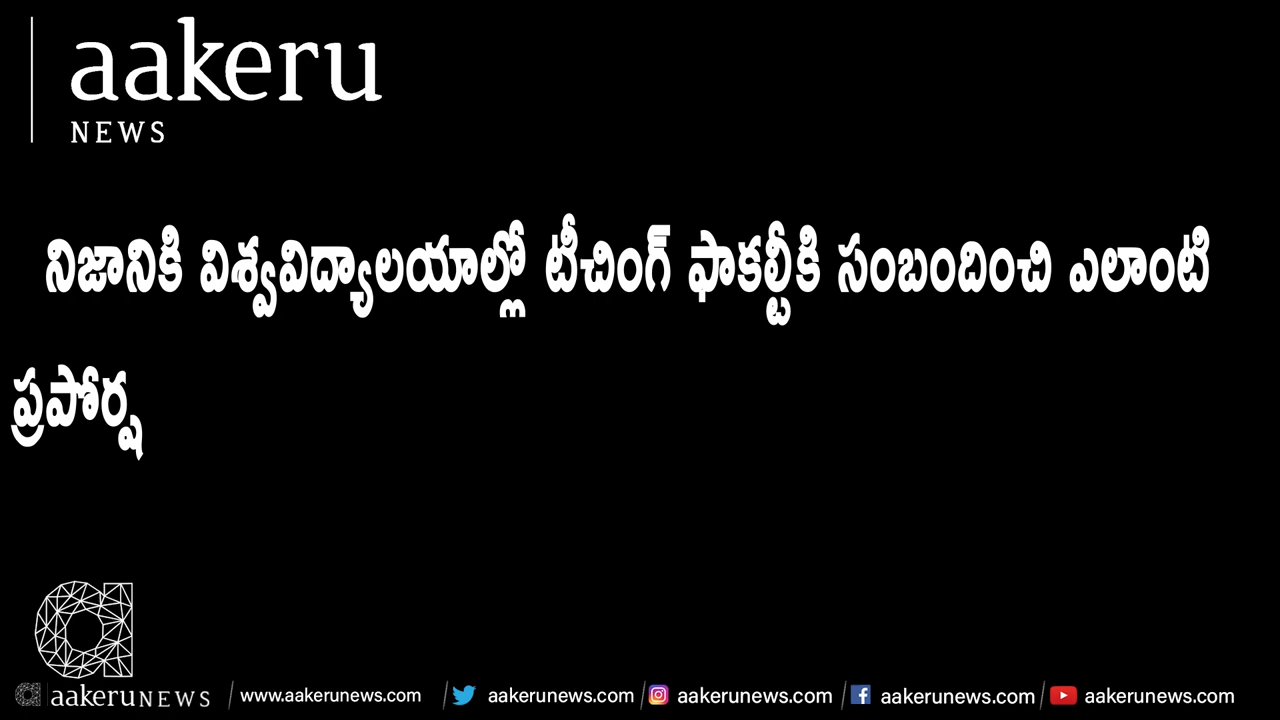 aakeru
NEWS
నిజానికి విశ్వవిద్యాలయాల్లో టీచింగ్ ఫాకల్టీకి సంబందించి ఎలాంటి
ప్రపోర్ష
aakeruNEWS / www.aakerunews.com / aakerunews.com / aakerunews.com / aakerunews.com / aakerunews.com